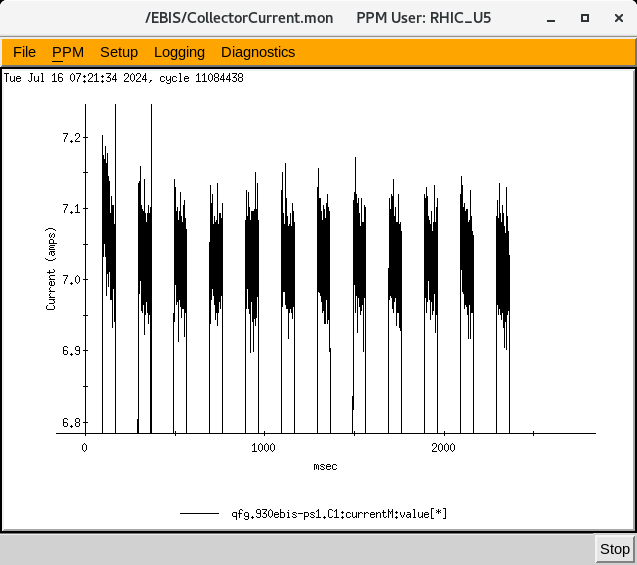 /EBIS/CollectorCurrent.mon PPM User: RHIC_U5
File PPM Setup Logging Diagnostics
Tue Jul 16 07:21:34 2024, cycle 11084438
7.2
7.1
7.0
6.9
6.8
Current (amps)
0 1000 2000
msec
qfg.930ebis-ps1.C1:currentM:value[*]
Stop